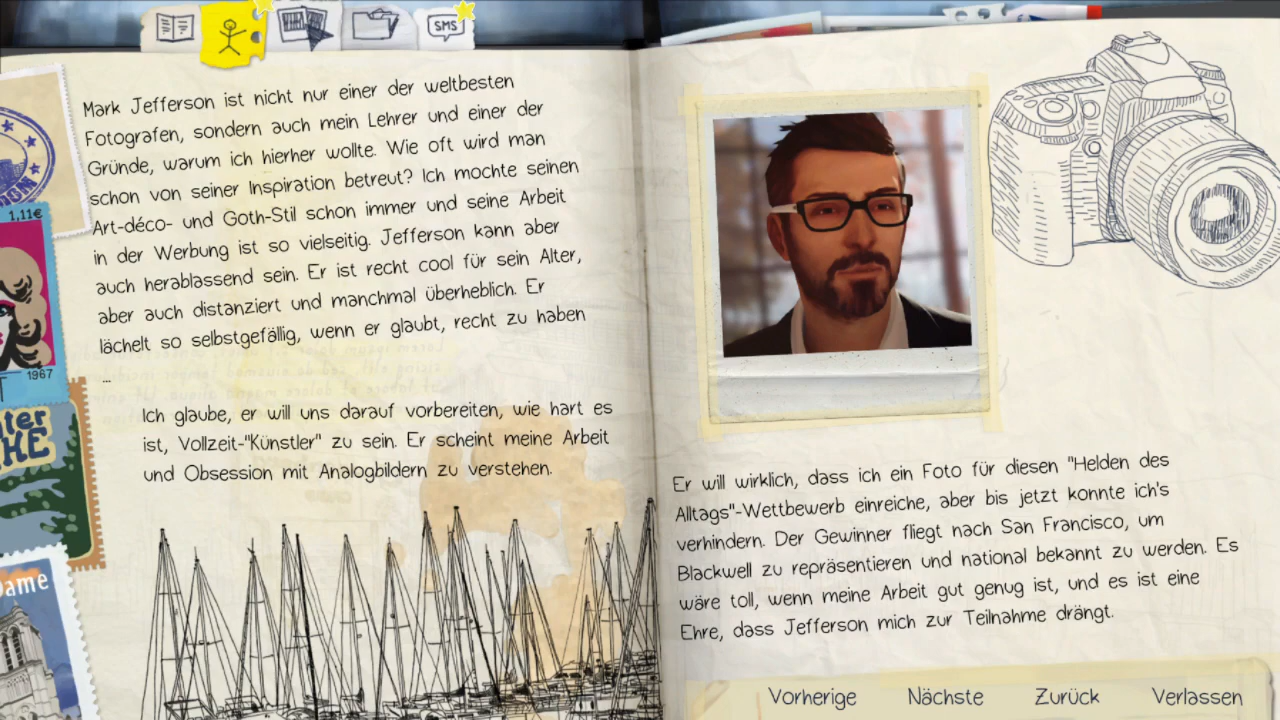 SMS
Mark Jefferson ist nicht nur einer der weltbesten
Fotografen, sondern auch mein Lehrer und einer der
Gründe, warum ich hierher wollte. Wie oft wird man
schon von seiner Inspiration betreut? Ich mochte seinen
Art-déco- und Goth-Stil schon immer und seine Arbeit
in der Werbung ist so vielseitig. Jefferson kann aber
auch herablassend sein. Er ist recht cool für sein Alter,
aber auch distanziert und manchmal überheblich. Er
lächelt so selbstgefällig, wenn er glaubt, recht zu haben
...
Ich glaube, er will uns darauf vorbereiten, wie hart es
ist, Vollzeit-"Künstler" zu sein. Er scheint meine Arbeit
und Obsession mit Analogbildern zu verstehen.
1,11€
1967
Er will wirklich, dass ich ein Foto für diesen "Helden des
Alltags"-Wettbewerb einreiche, aber bis jetzt konnte ich's
verhindern. Der Gewinner fliegt nach San Francisco, um
Blackwell zu repräsentieren und national bekannt zu werden. Es
wäre toll, wenn meine Arbeit gut genug ist, und es ist eine
Ehre, dass Jefferson mich zur Teilnahme drängt.
Vorherige Nächste Zurück Verlassen